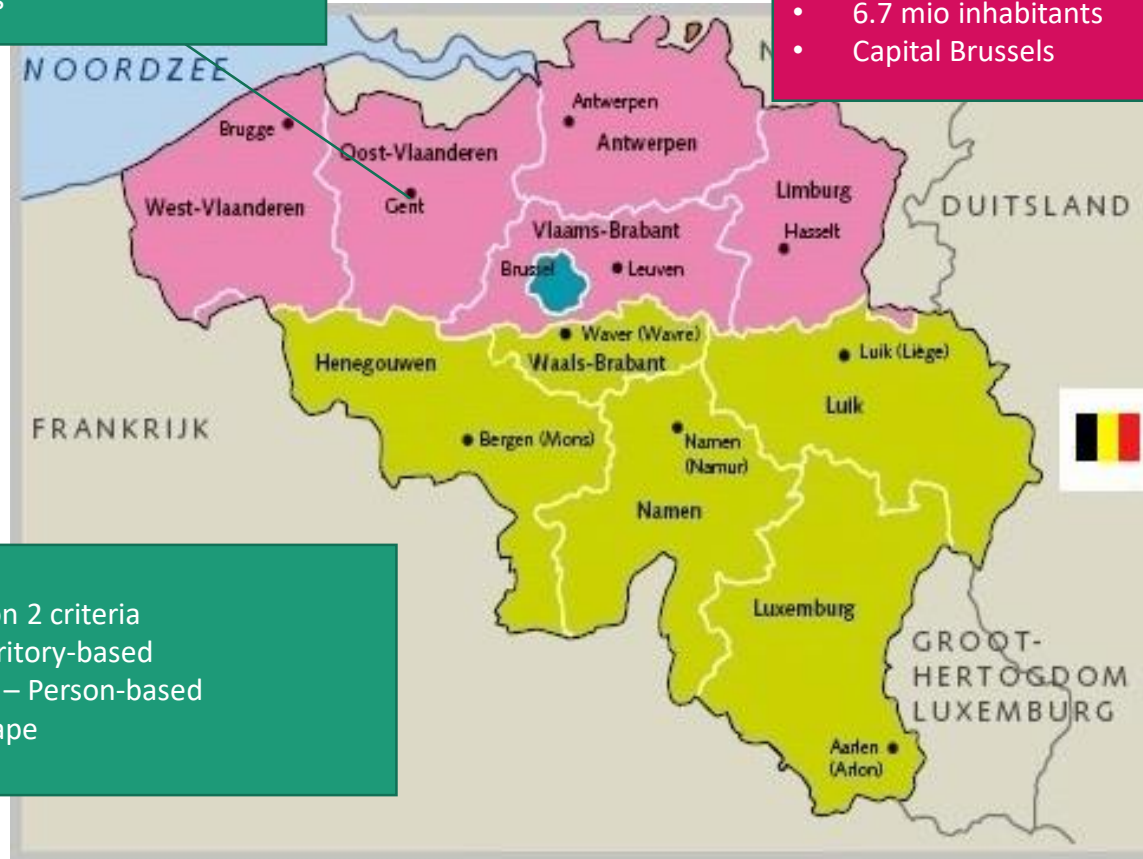 • 6.7 mio inhabitants
• Capital Brussels
NOORDZEE
Antwerpen
Brugge
Oost-Vlaanderen
Antwerpen
West-Vlaanderen
Gent
Limburg
DUITSLAND
Vlaams-Brabant
Hasselt
Brussel
Leuven
Waver (Wavre)
Henegouwen
Waals-Brabant
Luik (Liège)
Luik
FRANKRIJK
Bergen (Mons)
Namen
(Namur)
Namen
on 2 criteria
ritory-based
– Person-based
ape
Luxemburg
GROOT-
HERTOGDOM
LUXEMBURG
Aarlen
(Arlon)